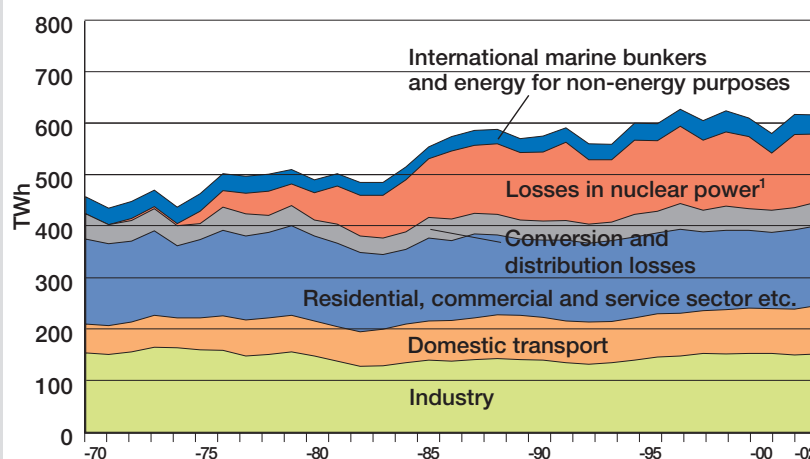 800
700
600
500
400
300
200
100
0
TWh
International marine bunkers
and energy for non-energy purposes
Losses in nuclear power¹
Conversion and
distribution losses
Residential, commercial and service sector etc.
Domestic transport
Industry
-70 -75 -80 -85 -90 -95 -00